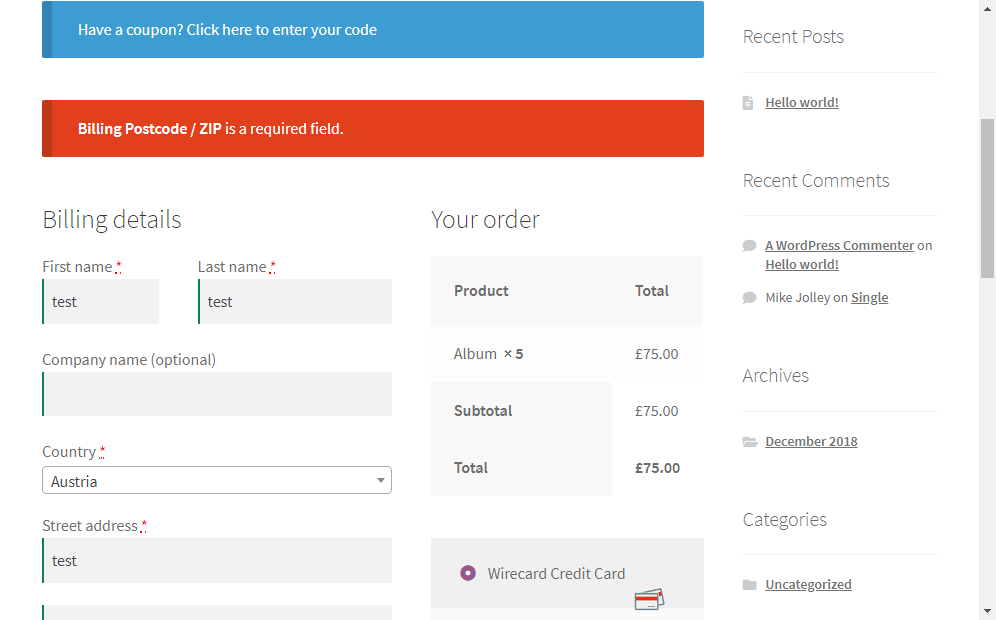 Have a coupon? Click here to enter your code
Billing Postcode / ZIP is a required field.
Billing details
First name *
Last name *
test
test
Company name (optional)
Country *
Austria
Street address *
test
Your order
Product Total
Album × 5 £75.00
Subtotal £75.00
Total £75.00
Wirecard Credit Card
Recent Posts
Hello world!
Recent Comments
A WordPress Commenter on
Hello world!
Mike Jolley on Single
Archives
December 2018
Categories
Uncategorized